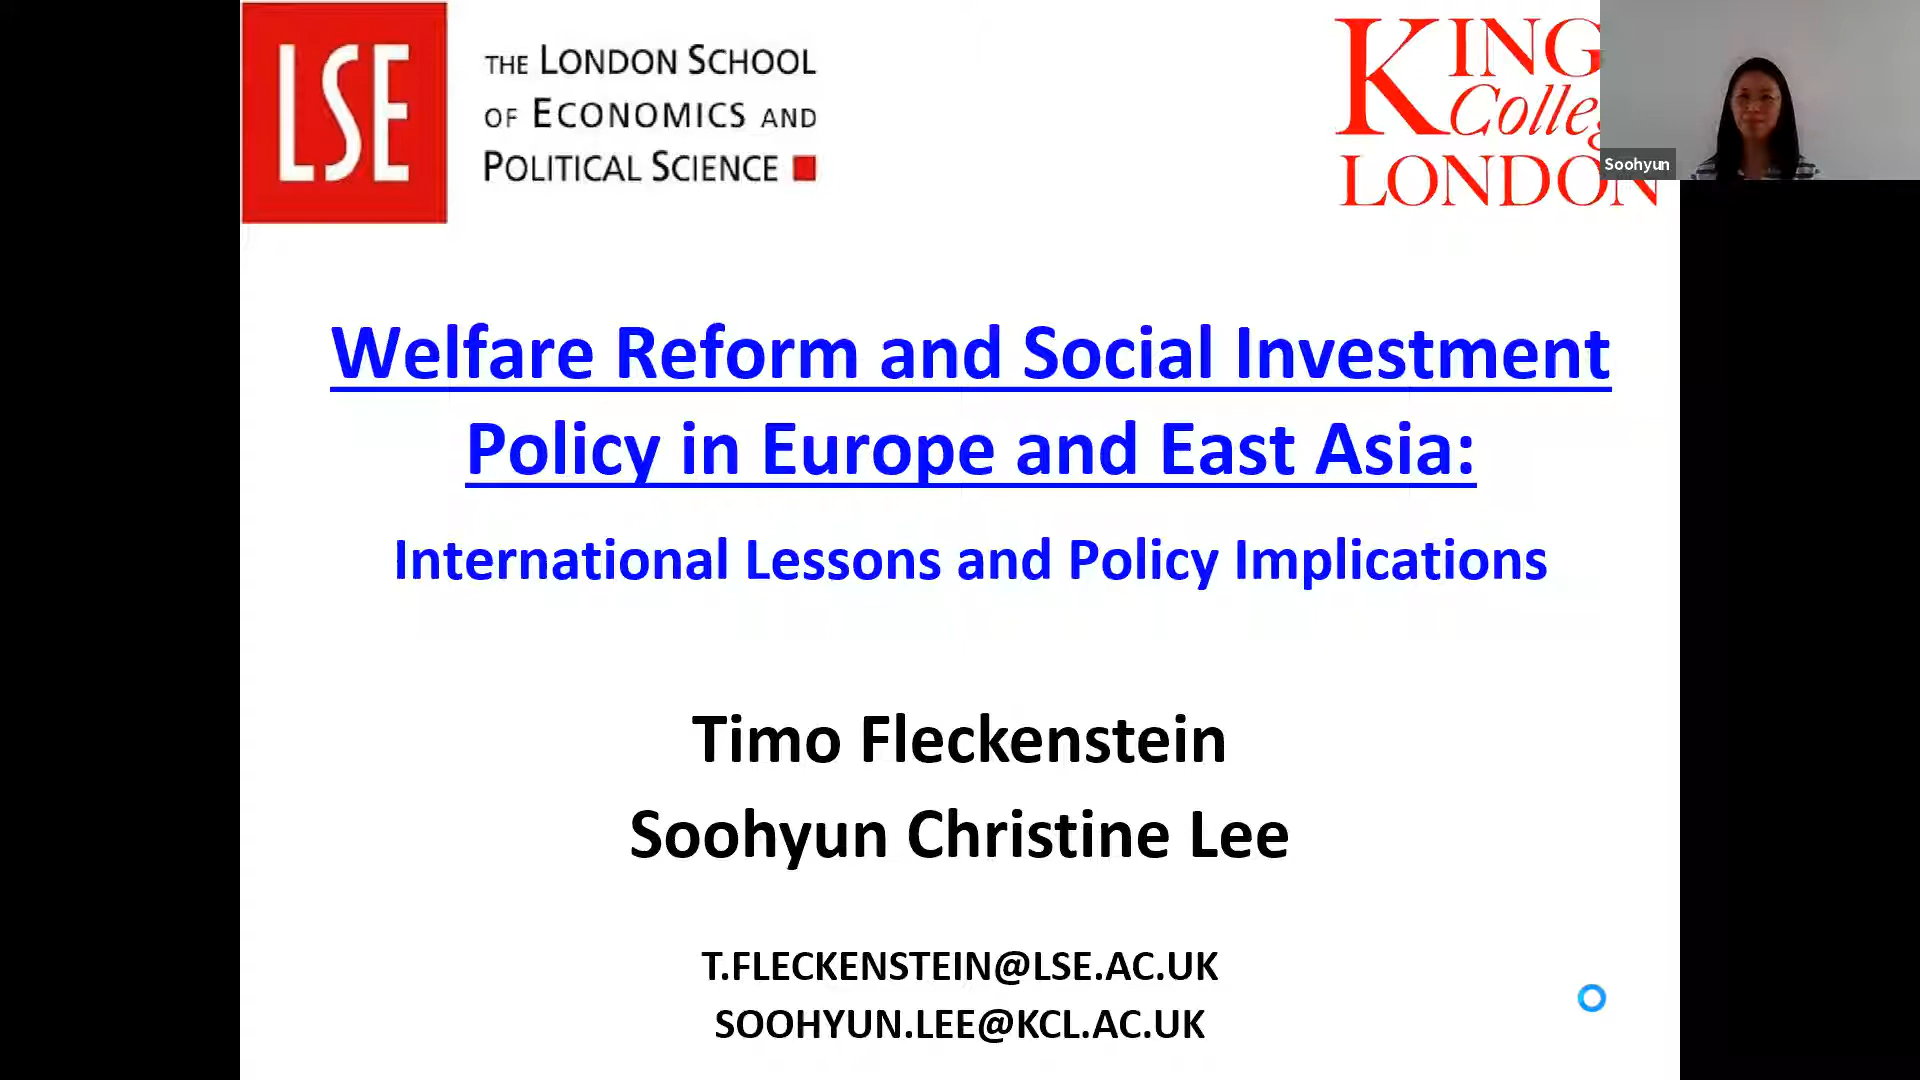 LSE
THE LONDON SCHOOL
OF ECONOMICS AND
POLITICAL SCIENCE
KING
Colle
LONDON
Soohyun
Welfare Reform and Social Investment
Policy in Europe and East Asia:
International Lessons and Policy Implications
Timo Fleckenstein
Soohyun Christine Lee
T.FLECKENSTEIN@LSE.AC.UK
SOOHYUN.LEE@KCL.AC.UK